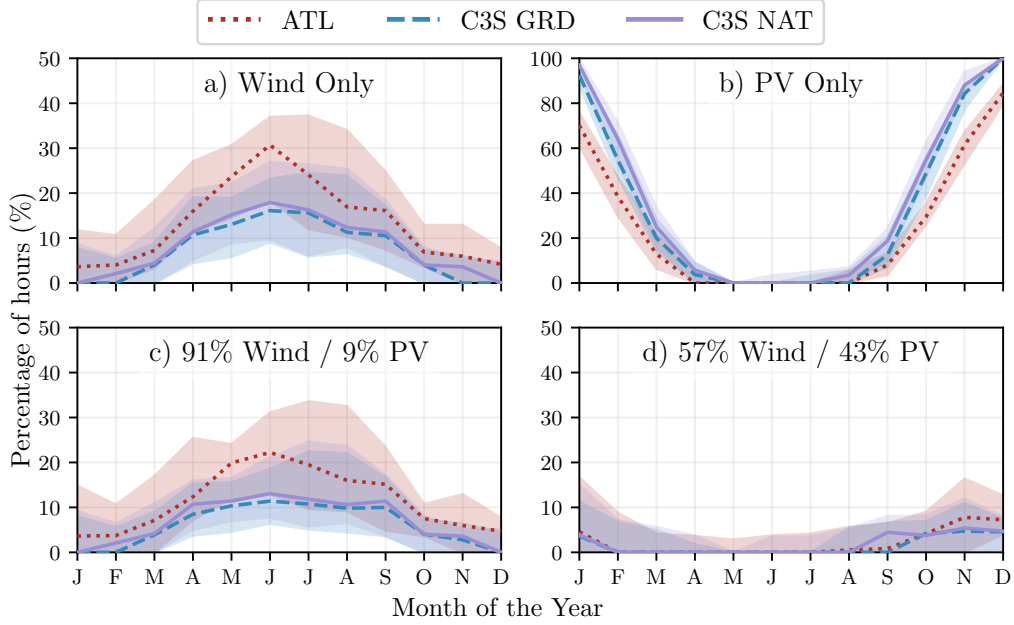 ATL C3S GRD C3S NAT
a) Wind Only
b) PV Only
50
40
30
20
10
0
J F M A M J J A S O N D
100
80
60
40
20
0
J F M A M J J A S O N D
Percentage of hours (%)
c) 91% Wind / 9% PV
d) 57% Wind / 43% PV
50
40
30
20
10
0
J F M A M J J A S O N D
50
40
30
20
10
0
J F M A M J J A S O N D
Month of the Year